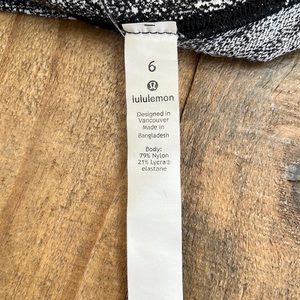 6
lululemon
Designed in
Vancouver
Made in
Bangladesh
Body:
79% Nylon
21% Lycra®
elastane